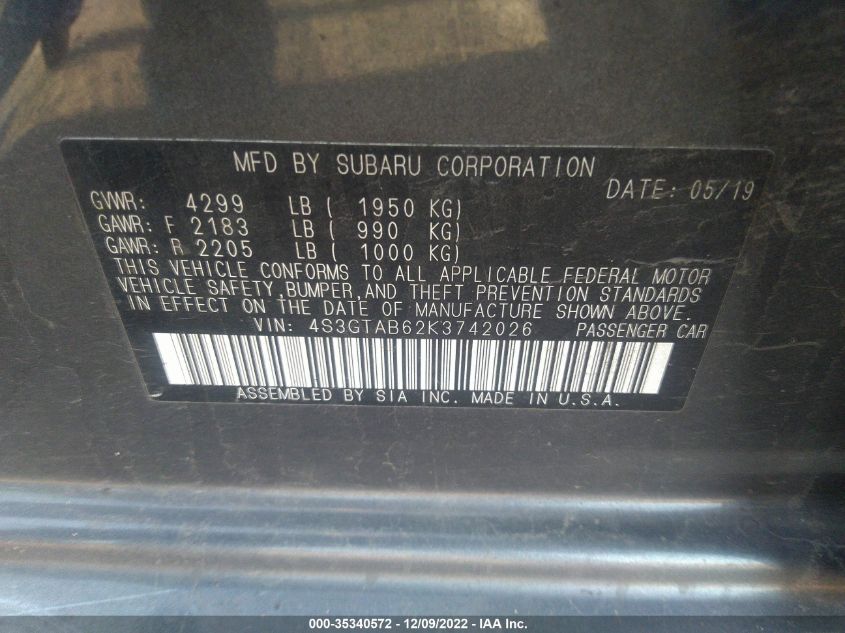 MFD BY SUBARU CORPORATION
DATE: 05/19
GVWR: 4299 LB ( 1950 KG)
GAWR: F 2183 LB ( 990 KG)
GAWR: R 2205 LB ( 1000 KG)
THIS VEHICLE CONFORMS TO ALL APPLICABLE FEDERAL MOTOR
VEHICLE SAFETY,BUMPER,AND THEFT PREVENTION STANDARDS
IN EFFECT ON THE DATE OF MANUFACTURE SHOWN ABOVE.
VIN: 4S3GTAB62K3742026 PASSENGER CAR
ASSEMBLED BY SIA INC. MADE IN U.S.A.
000-35340572 - 12/09/2022 - IAA Inc.